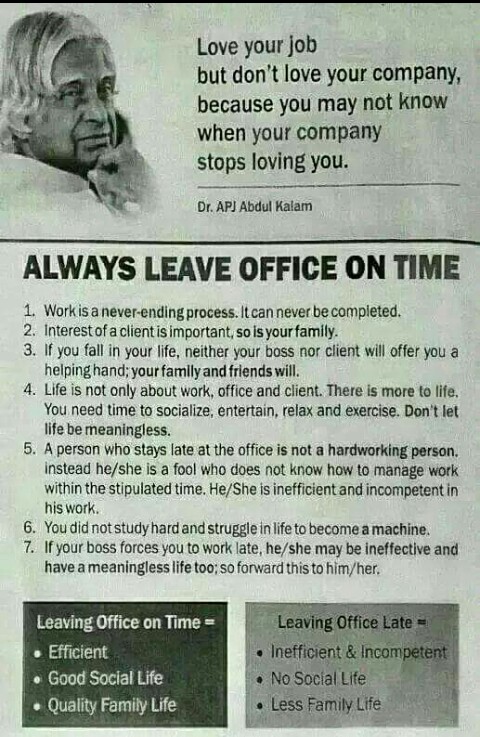 Love your job
but don't love your company,
because you may not know
when your company
stops loving you.
Dr. APJ Abdul Kalam
ALWAYS LEAVE OFFICE ON TIME
1. Work is a never-ending process. It can never be completed.
2. Interest of a client is important, so is your family.
3. If you fall in your life, neither your boss nor client will offer you a
helping hand; your family and friends will.
4. Life is not only about work, office and client. There is more to life.
You need time to socialize, entertain, relax and exercise. Don't let
life be meaningless.
5. A person who stays late at the office is not a hardworking person.
instead he/she is a fool who does not know how to manage work
within the stipulated time. He/She is inefficient and incompetent in
his work.
6. You did not study hard and struggle in life to become a machine.
7. If your boss forces you to work late, he/she may be ineffective and
have a meaningless life too; so forward this to him/her.
Leaving Office on Time =
• Efficient
• Good Social Life
• Quality Family Life
Leaving Office Late =
• Inefficient & Incompetent
• No Social Life
• Less Family Life